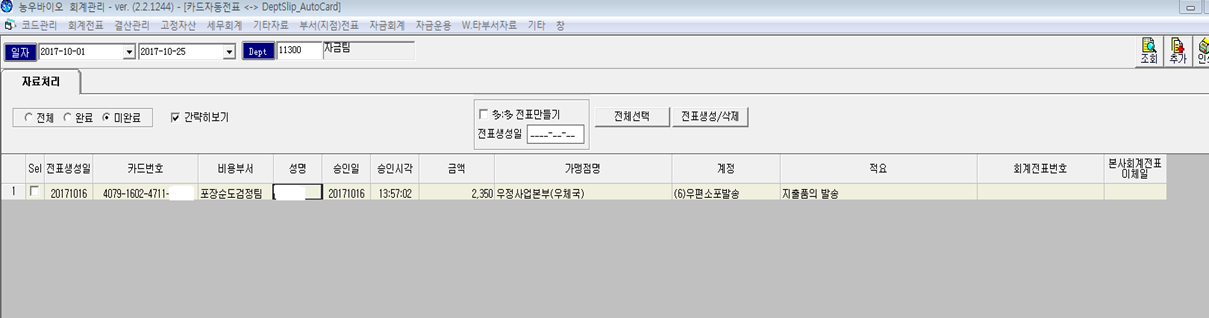 농우바이오 회계관리 - ver. (2.2.1244) - [카드자동전표 <-> DeptSlip_AutoCard]
코드관리 회계전표 결산관리 고정자산 세무회계 기타자료 부서(지점)전표 자금회계 자금운용 W.타부서자료 기타 창
일자 2017-10-01 2017-10-25 Dept 11300 자금팀 조회 추가
자료처리
전체 완료 미완료 간략히보기 多:多 전표만들기 전체선택 전표생성/삭제
전표생성일 ____-__-__
Sel 전표생성일 카드번호 비용부서 성명 승인일 승인시각 금액 가맹점명 계정 적요 회계전표번호 본사회계전표 이체일
1 20171016 4079-1602-4711- 포장순도검정팀 20171016 13:57:02 2,350 우정사업본부(우체국) (6)우편소포발송 지출품의 발송